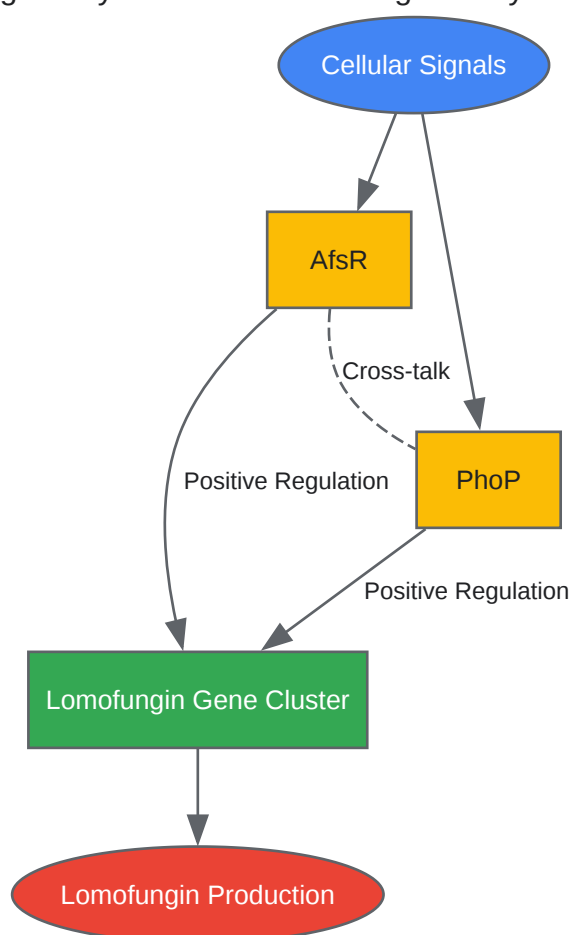 Cellular Signals
AfsR
Cross-talk
Positive Regulation
PhoP
Positive Regulation
Lomofungin Gene Cluster
Lomofungin Production